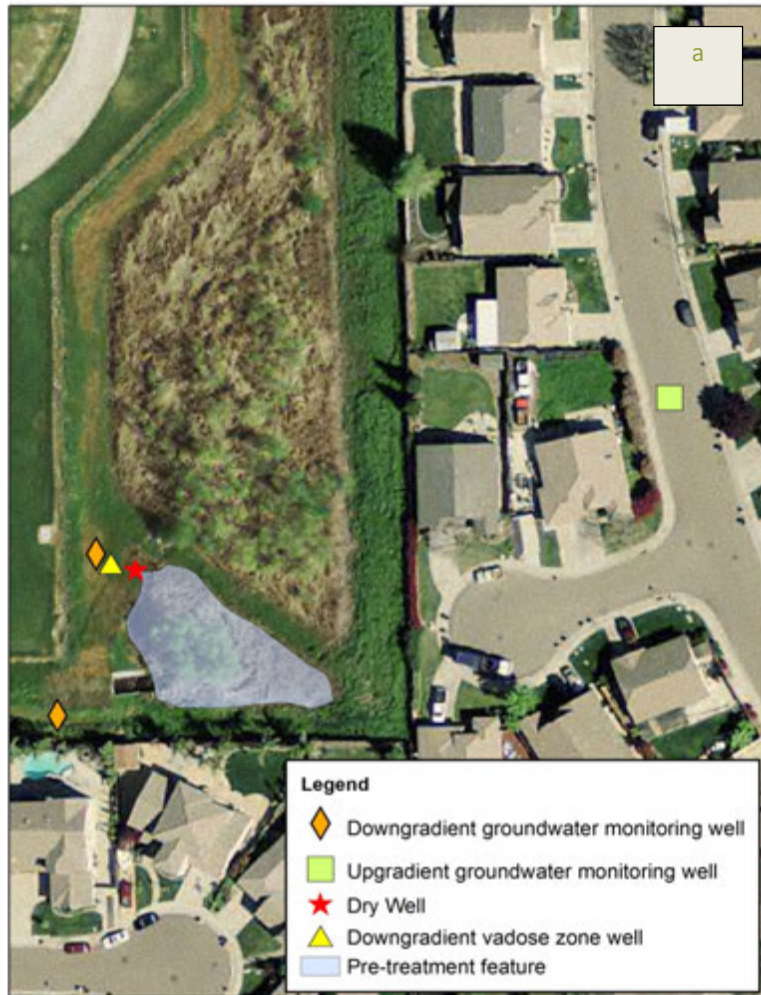 a
Legend
Downgradient groundwater monitoring well
Upgradient groundwater monitoring well
Dry Well
Downgradient vadose zone well
Pre-treatment feature